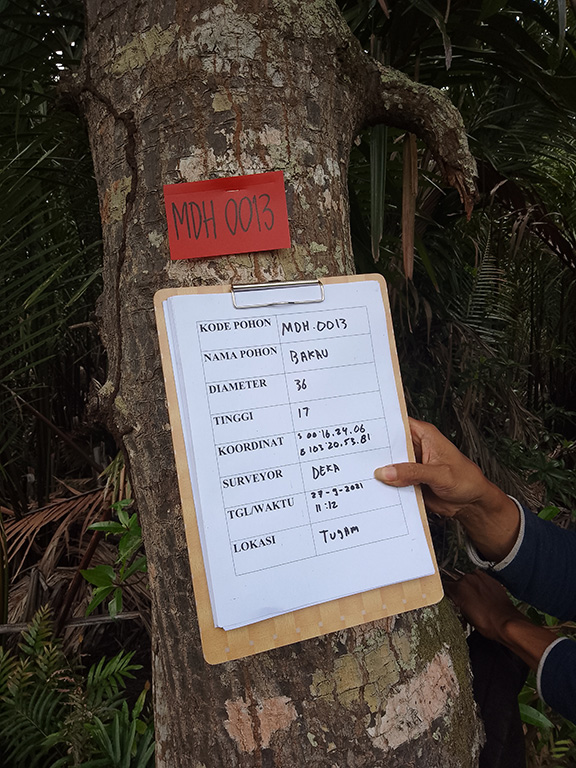 MDH 0013
KODE POHON MDH.0013
NAMA POHON BAKAU
DIAMETER 36
TINGGI 17
KOORDINAT S 00°16.24.06
E 103°20.53.81
SURVEYOR DEKA
TGL/WAKTU 27-9-2021
11:12
LOKASI TUGAM